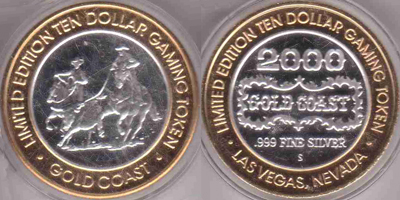 LIMITED EDITION TEN DOLLAR GAMING TOKEN
• GOLD COAST •
LIMITED EDITION TEN DOLLAR GAMING TOKEN
2000
GOLD COAST
.999 FINE SILVER
S
• LAS VEGAS, NEVADA •